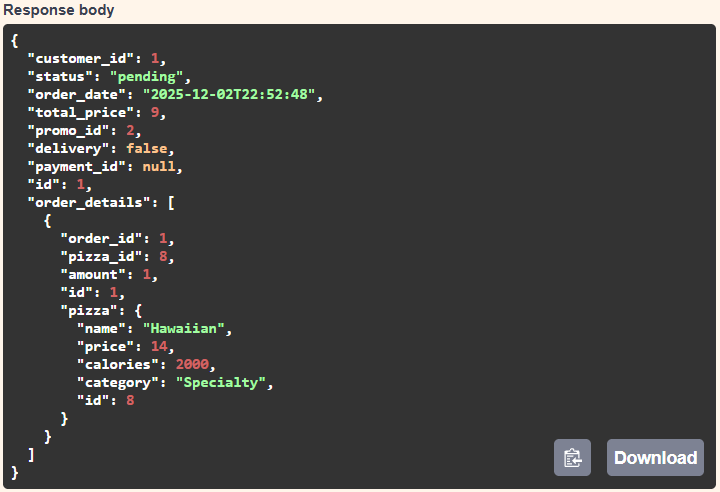 Response body
{
  "customer_id": 1,
  "status": "pending",
  "order_date": "2025-12-02T22:52:48",
  "total_price": 9,
  "promo_id": 2,
  "delivery": false,
  "payment_id": null,
  "id": 1,
  "order_details": [
    {
      "order_id": 1,
      "pizza_id": 8,
      "amount": 1,
      "id": 1,
      "pizza": {
        "name": "Hawaiian",
        "price": 14,
        "calories": 2000,
        "category": "Specialty",
        "id": 8
      }
    }
  ]
}
Download